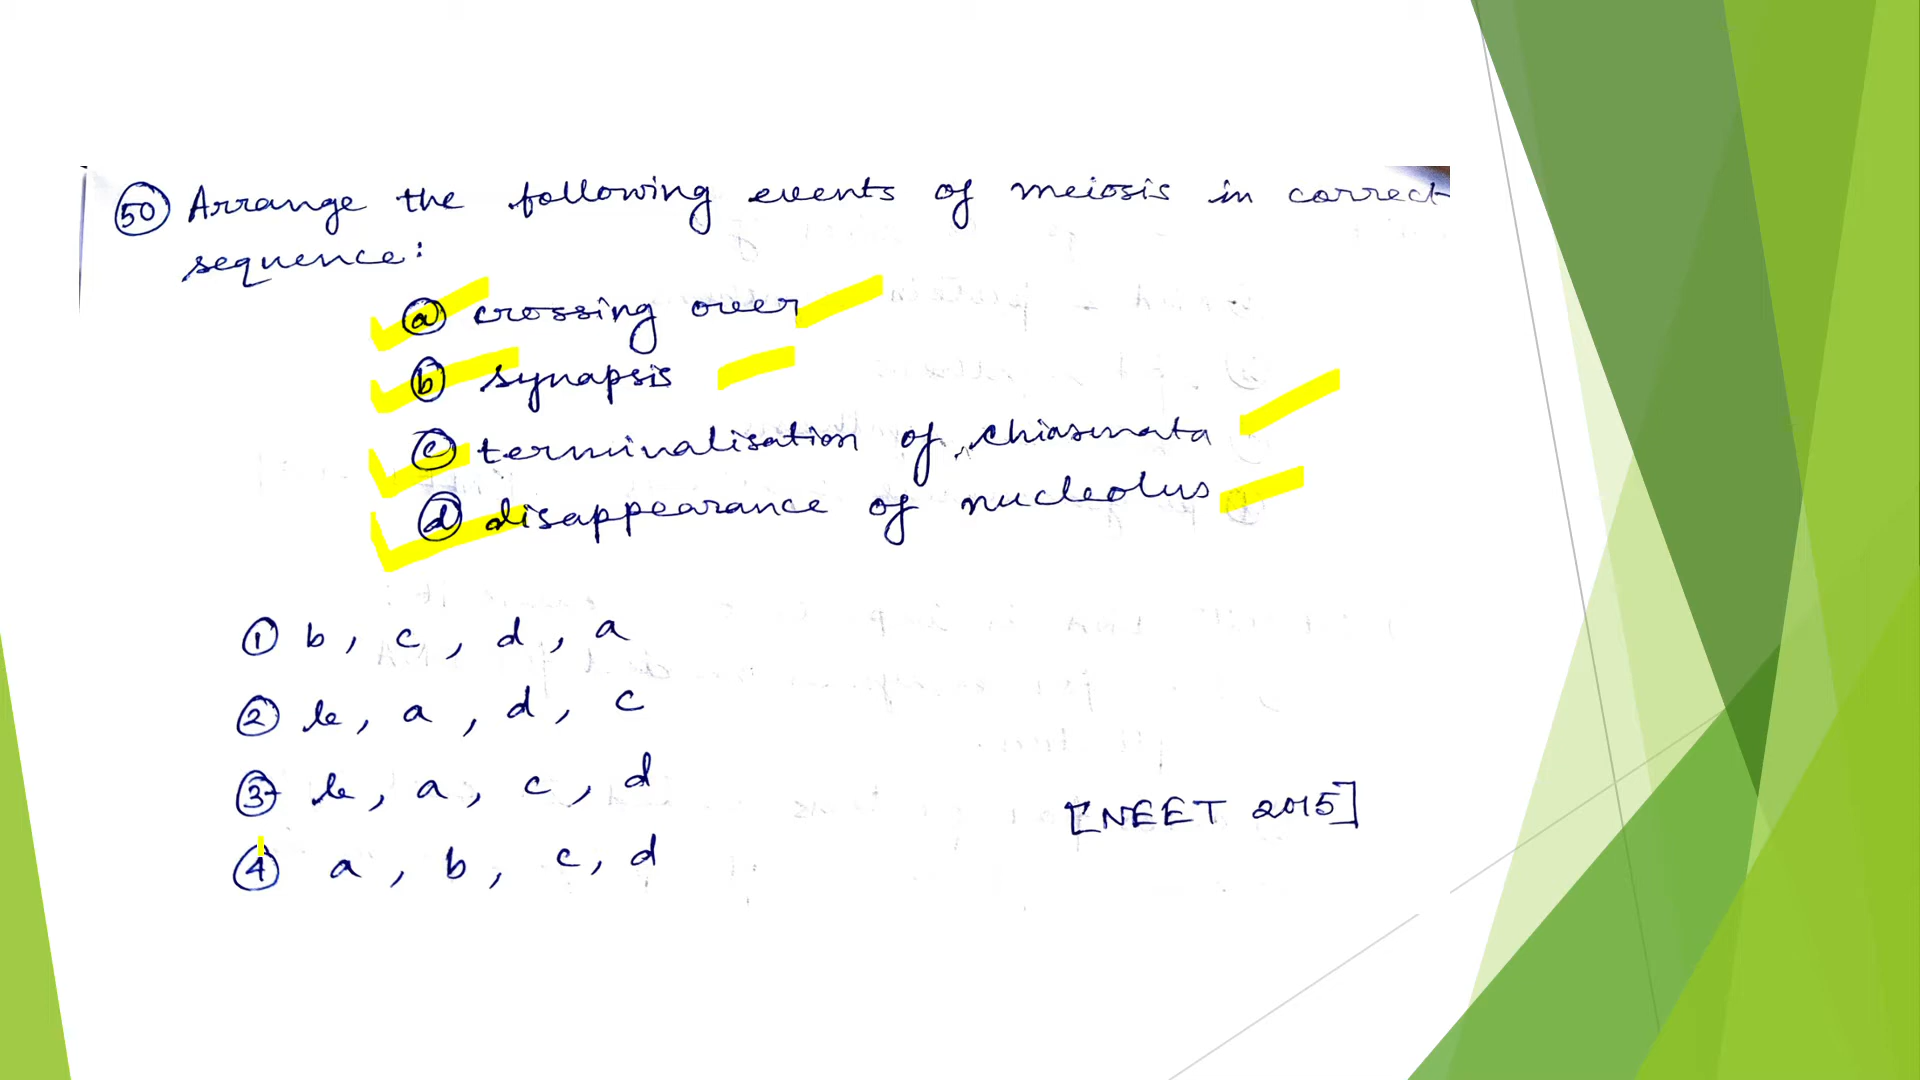 50 Arrange the following events of meiosis in correct
sequence:
a crossing over
b synapsis
c terminalisation of chiasmata
d disappearance of nucleolus
1 b, c, d, a
2 b, a, d, c
3 b, a, c, d
4 a, b, c, d
[NEET 2015]